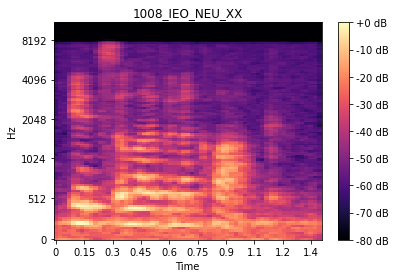 1008_IEO_NEU_XX
+0 dB
8192
-10 dB
4096
-20 dB
-30 dB
2048
Hz
-40 dB
1024
-50 dB
512
-60 dB
-70 dB
0
-80 dB
0 0.15 0.3 0.45 0.6 0.75 0.9 1.1 1.2 1.4
Time